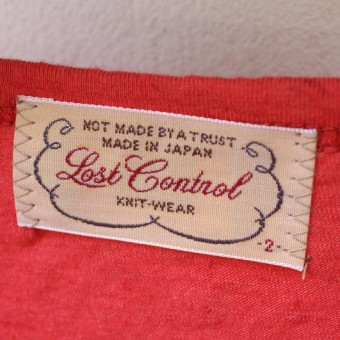 NOT MADE BY A TRUST
MADE IN JAPAN
Lost Control
KNIT-WEAR
-2-